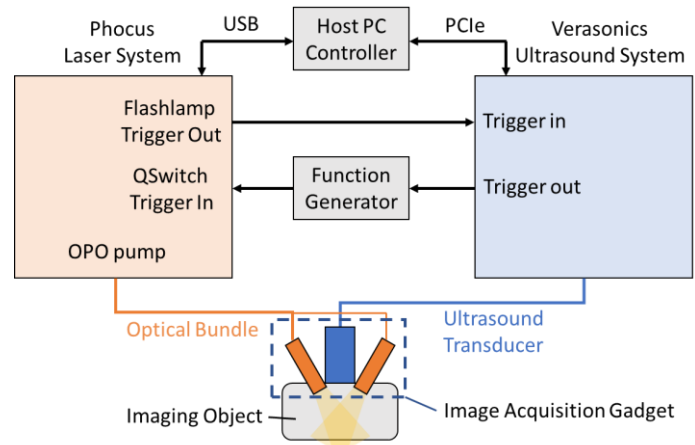 Phocus
Laser System
USB
Host PC
Controller
PCIe
Verasonics
Ultrasound System
Flashlamp
Trigger Out
Trigger in
QSwitch
Trigger In
Function
Generator
Trigger out
OPO pump
Optical Bundle
Ultrasound
Transducer
Imaging Object
Image Acquisition Gadget